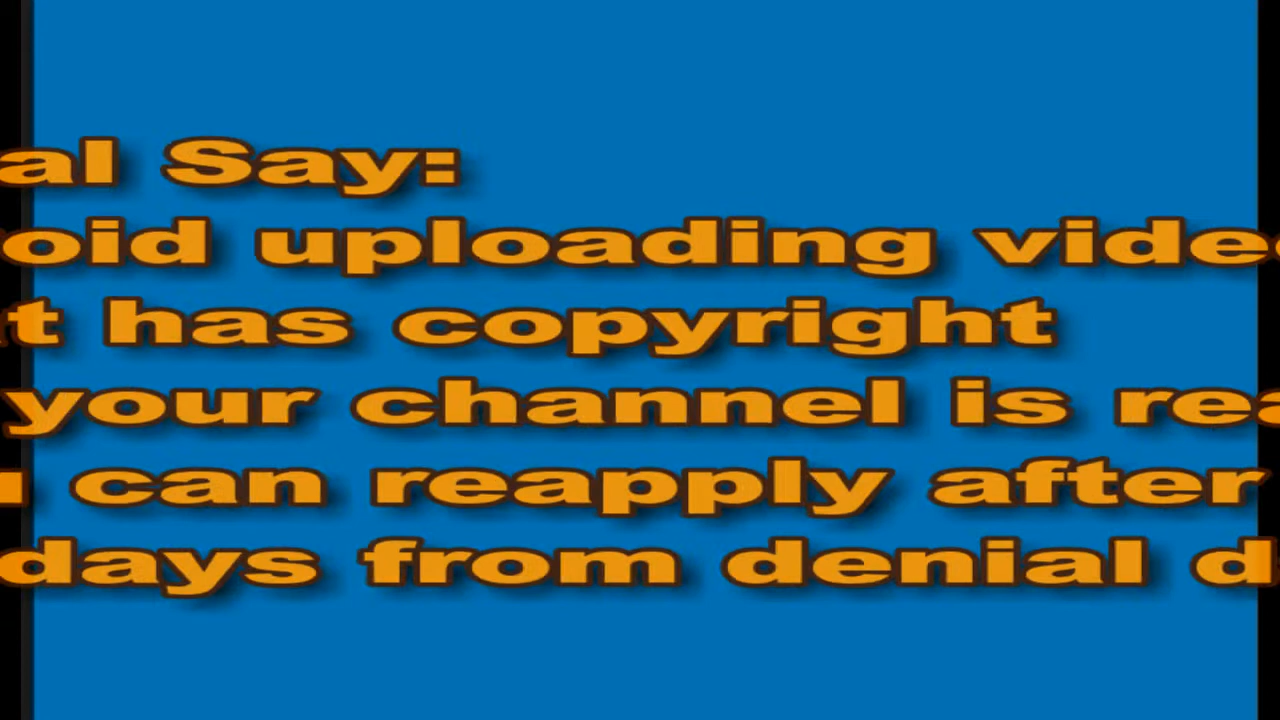 al Say:
oid uploading vide
t has copyright
your channel is rea
can reapply after
days from denial d